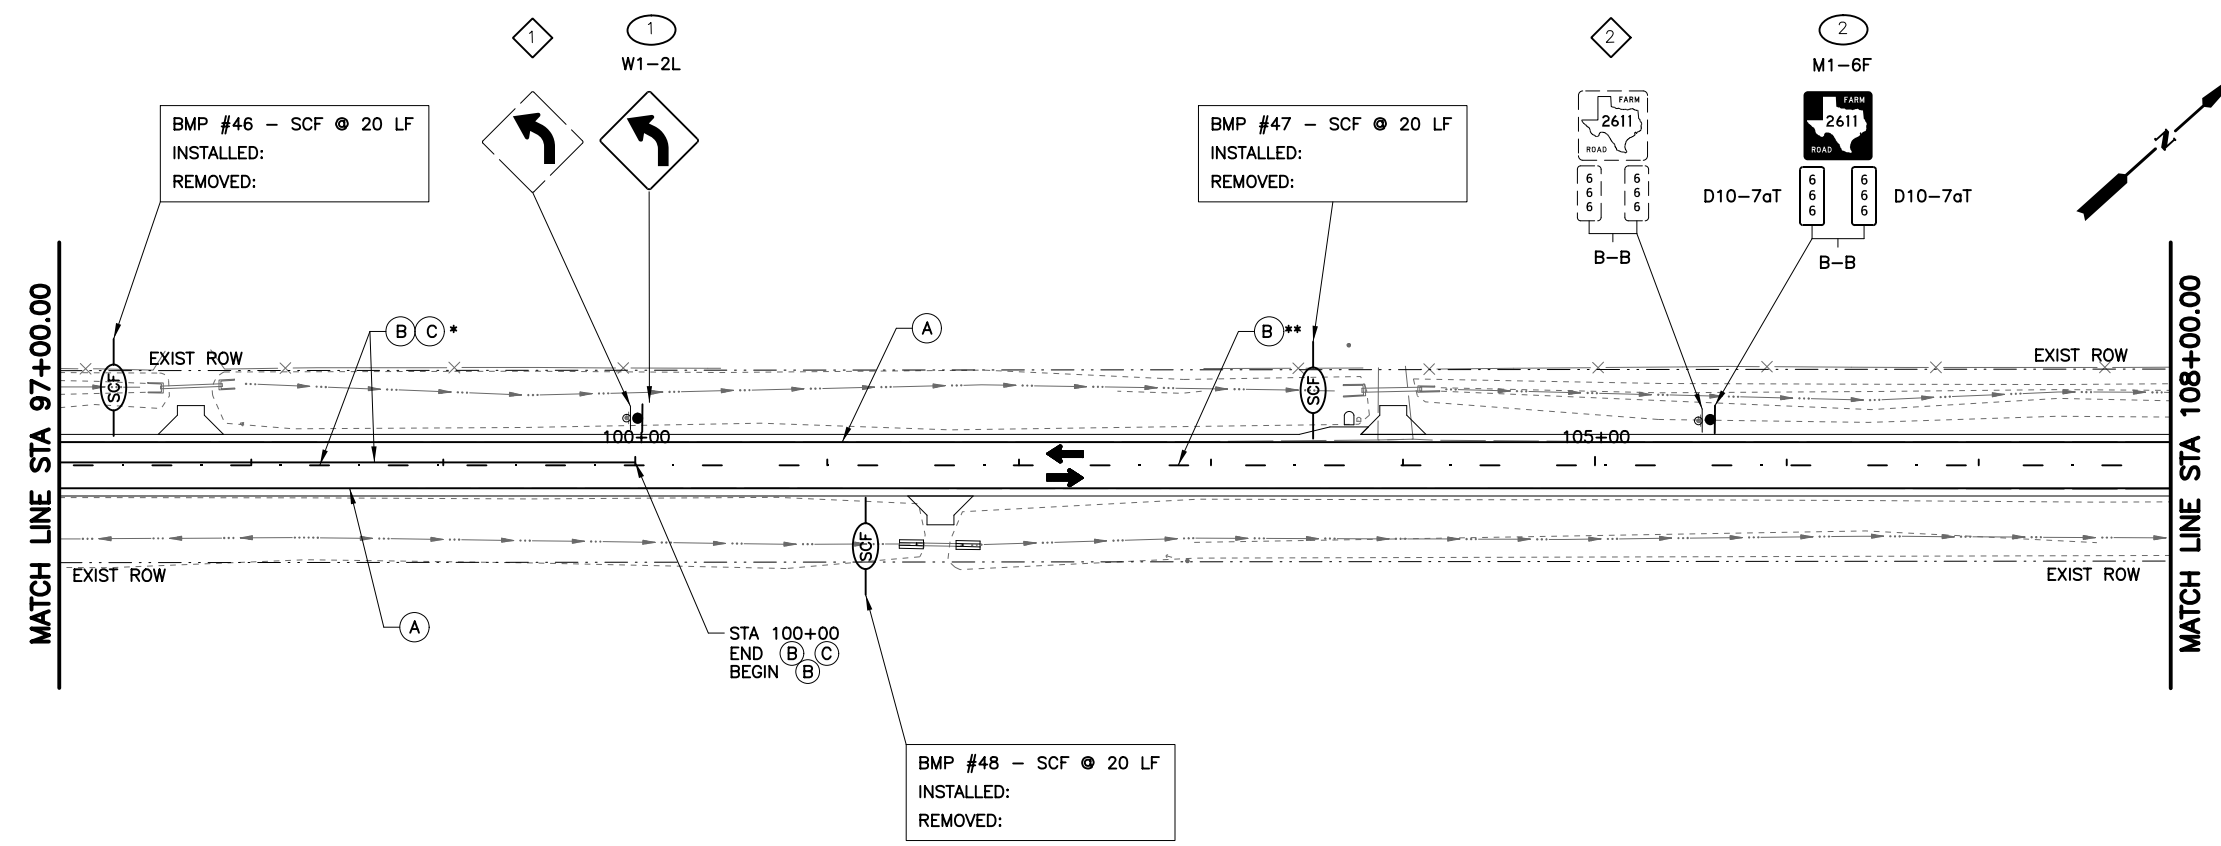 1
1
W1-2L
2
2
M1-6F
BMP #46 - SCF @ 20 LF
INSTALLED:
REMOVED:
BMP #47 - SCF @ 20 LF
INSTALLED:
REMOVED:
FARM
2611
ROAD
6
6
6
6
6
6
B-B
FARM
2611
ROAD
D10-7aT
6
6
6
6
6
6
D10-7aT
B-B
N
MATCH LINE STA 97+00.00
MATCH LINE STA 108+00.00
B C *
A
B **
EXIST ROW
EXIST ROW
SCF
SCF
100+00
105+00
SCF
EXIST ROW
EXIST ROW
A
STA 100+00
END B C
BEGIN B
BMP #48 - SCF @ 20 LF
INSTALLED:
REMOVED: